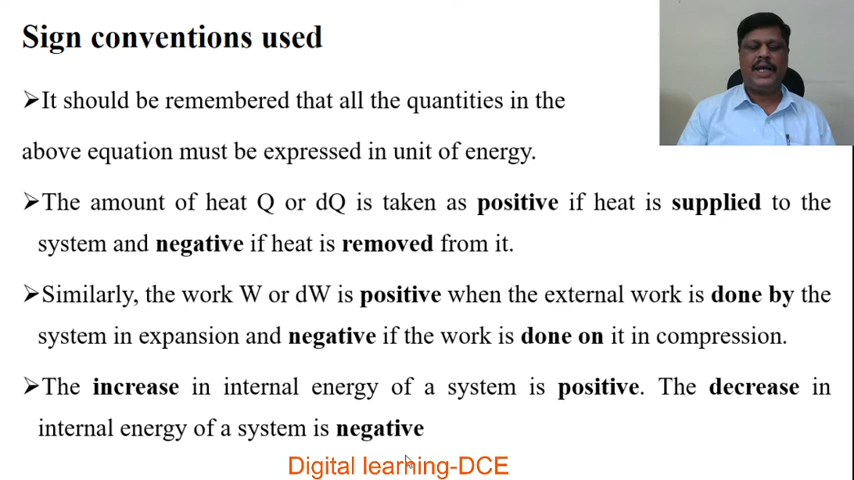 Sign conventions used
➢It should be remembered that all the quantities in the
above equation must be expressed in unit of energy.
➢The amount of heat Q or dQ is taken as positive if heat is supplied to the
system and negative if heat is removed from it.
➢Similarly, the work W or dW is positive when the external work is done by the
system in expansion and negative if the work is done on it in compression.
➢The increase in internal energy of a system is positive. The decrease in
internal energy of a system is negative
Digital learning-DCE